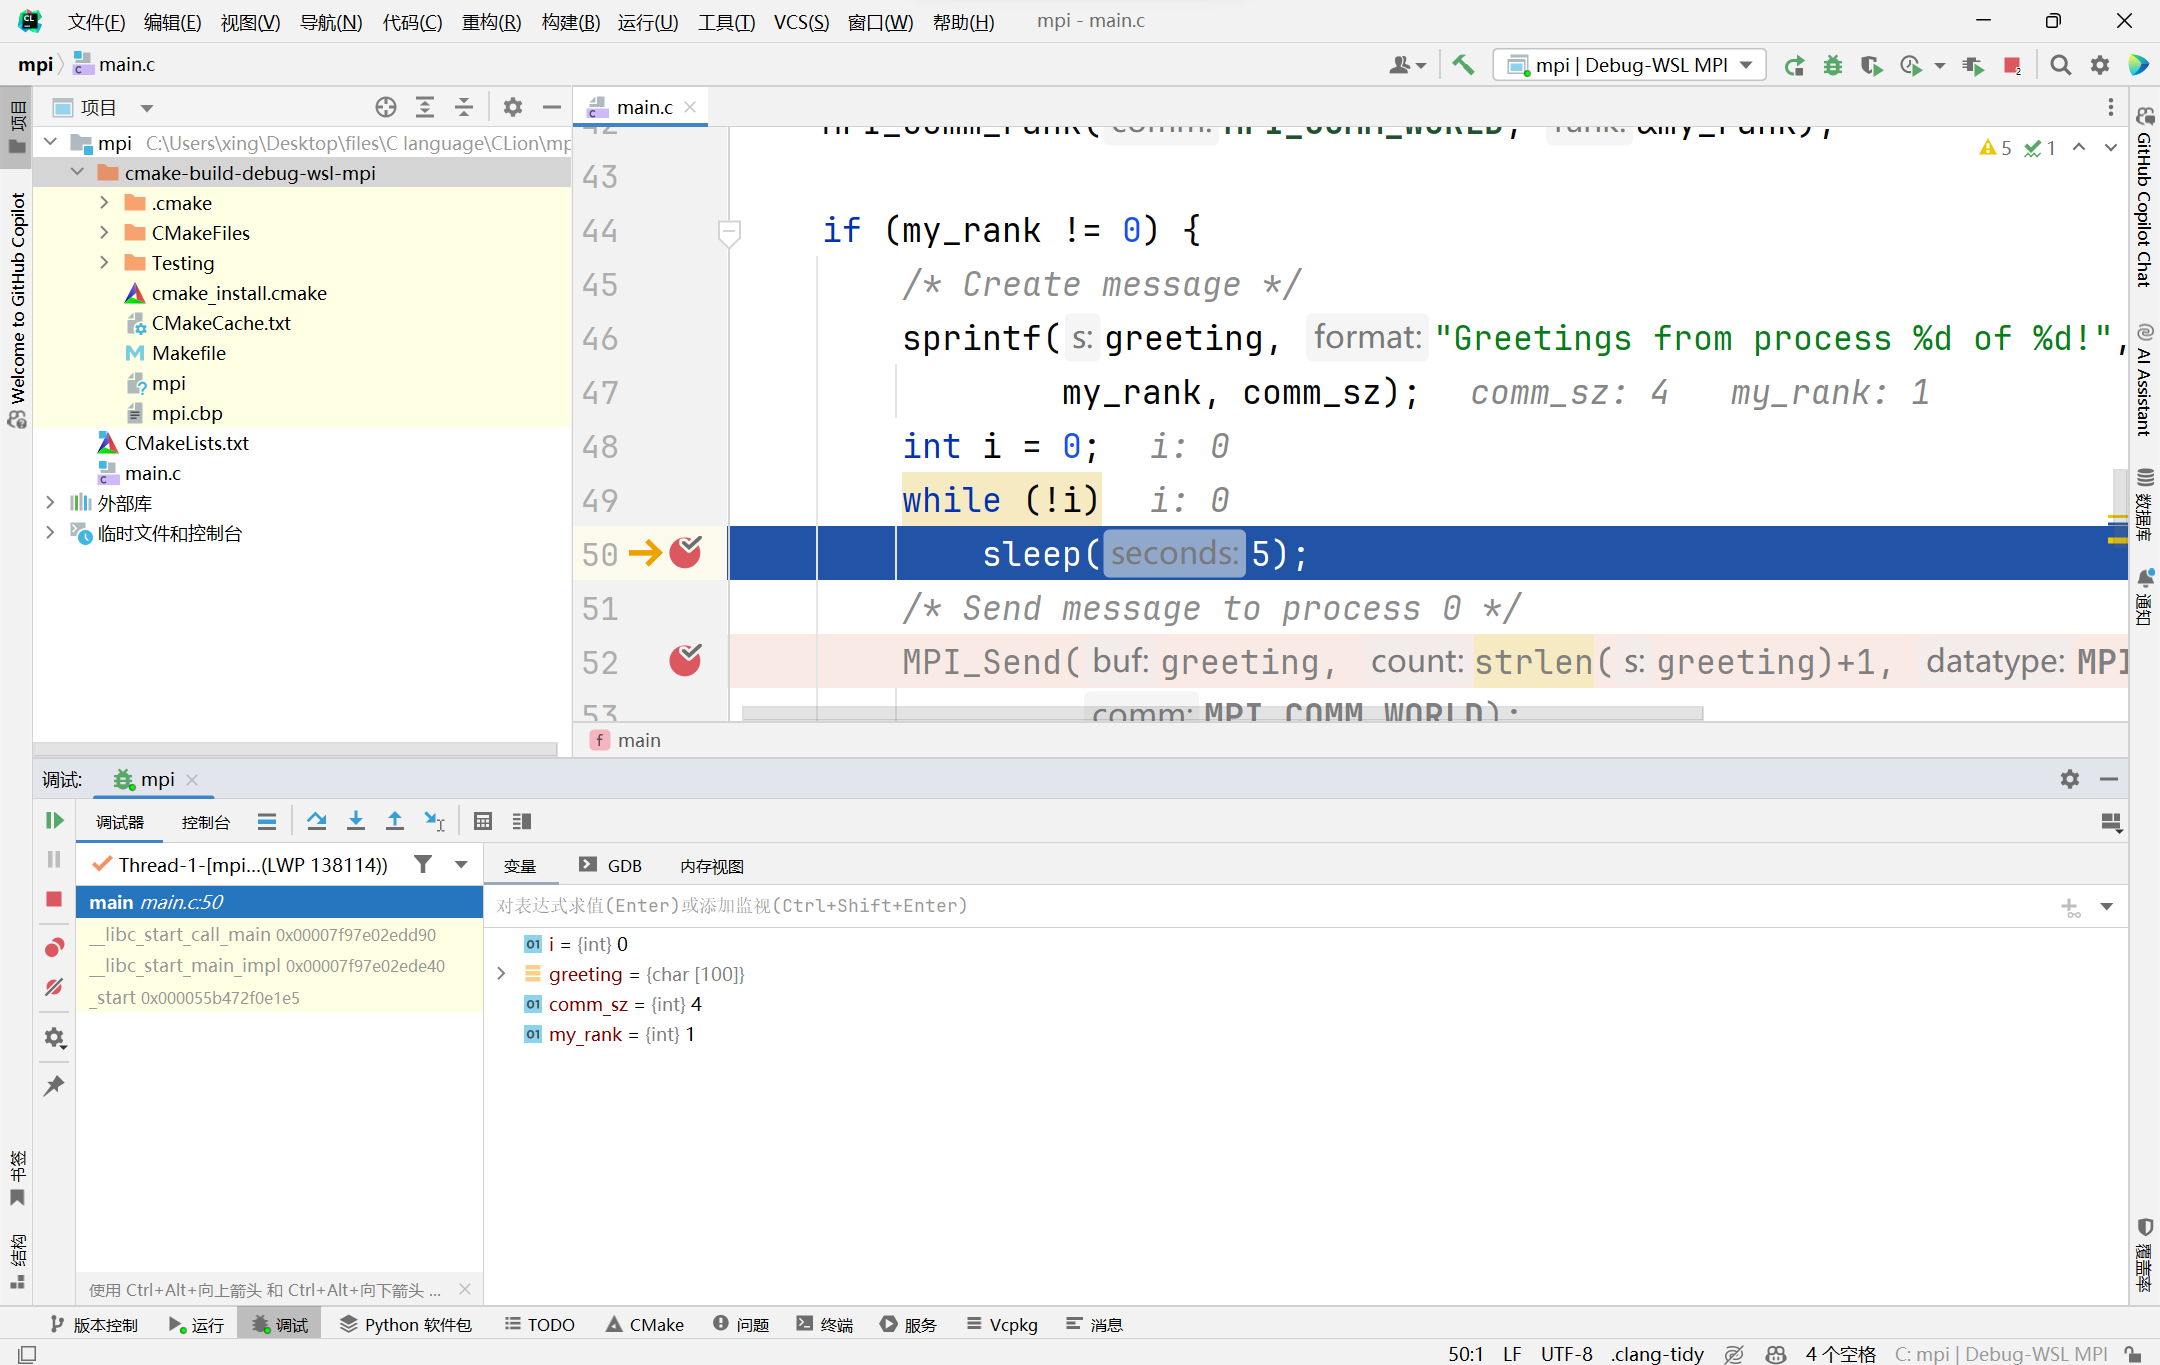 文件(F) 编辑(E) 视图(V) 导航(N) 代码(C) 重构(R) 构建(B) 运行(U) 工具(T) VCS(S) 窗口(W) 帮助(H) mpi - main.c
mpi main.c mpi | Debug-WSL MPI
项目 main.c
mpi C:\Users\xing\Desktop\files\C language\CLion\mp
cmake-build-debug-wsl-mpi
.cmake
CMakeFiles
Testing
cmake_install.cmake
CMakeCache.txt
Makefile
mpi
mpi.cbp
CMakeLists.txt
main.c
外部库
临时文件和控制台
项目
Welcome to GitHub Copilot
书签
结构
42 MPI_Comm_rank( comm: MPI_COMM_WORLD, rank: &my_rank);
5 1
43
44 if (my_rank != 0) {
45 /* Create message */
46 sprintf( s: greeting, format: "Greetings from process %d of %d!",
47 my_rank, comm_sz); comm_sz: 4 my_rank: 1
48 int i = 0; i: 0
49 while (!i) i: 0
50 sleep( seconds: 5);
51 /* Send message to process 0 */
52 MPI_Send( buf: greeting, count: strlen( s: greeting)+1, datatype: MPI
53 comm: MPI_COMM_WORLD);
main
GitHub Copilot Chat
AI Assistant
数据库
通知
覆盖率
调试: mpi
调试器 控制台
Thread-1-[mpi...(LWP 138114)) 变量 GDB 内存视图
main main.c:50
__libc_start_call_main 0x00007f97e02edd90
__libc_start_main_impl 0x00007f97e02ede40
_start 0x000055b472f0e1e5
对表达式求值(Enter)或添加监视(Ctrl+Shift+Enter)
i = {int} 0
greeting = {char [100]}
comm_sz = {int} 4
my_rank = {int} 1
使用 Ctrl+Alt+向上箭头 和 Ctrl+Alt+向下箭头 ...
版本控制 运行 调试 Python 软件包 TODO CMake 问题 终端 服务 Vcpkg 消息
50:1 LF UTF-8 .clang-tidy 4 个空格 C: mpi | Debug-WSL MPI